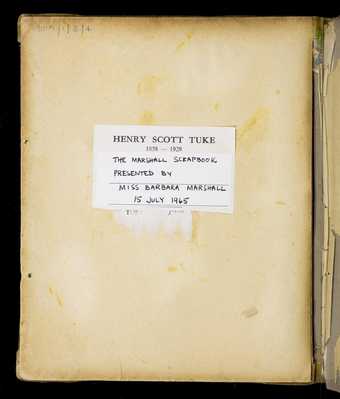 HENRY SCOTT TUKE
1858 — 1929
THE MARSHALL SCRAPBOOK
PRESENTED BY
MISS BARBARA MARSHALL
15 JULY 1965